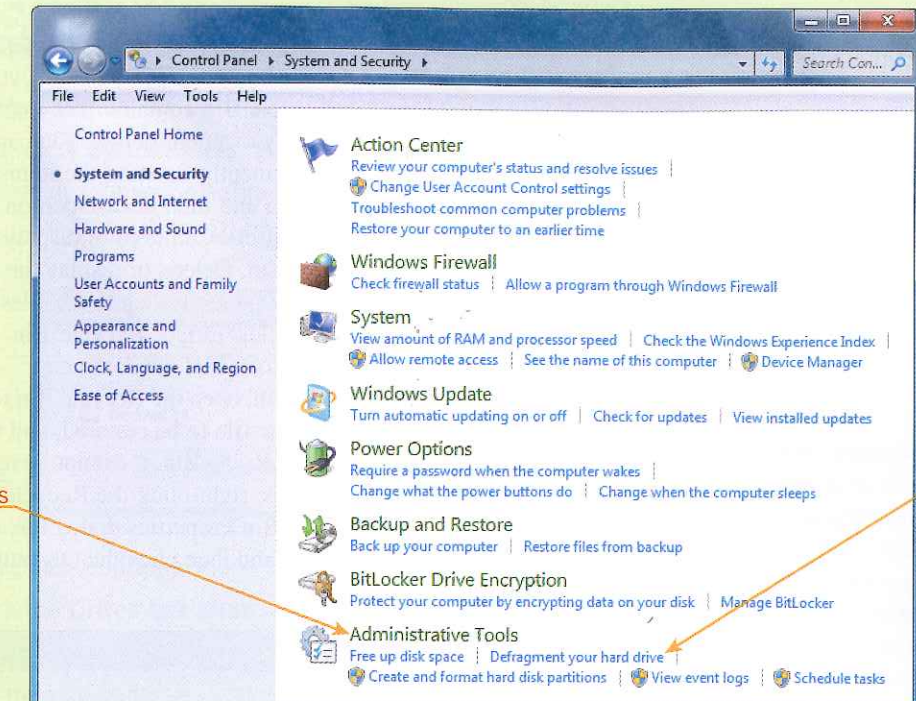 Control Panel ▸ System and Security ▸
Search Con...
File Edit View Tools Help
Control Panel Home
System and Security
Network and Internet
Hardware and Sound
Programs
User Accounts and Family
Safety
Appearance and
Personalization
Clock, Language, and Region
Ease of Access
Action Center
Review your computer's status and resolve issues
Change User Account Control settings
Troubleshoot common computer problems
Restore your computer to an earlier time
Windows Firewall
Check firewall status | Allow a program through Windows Firewall
System
View amount of RAM and processor speed | Check the Windows Experience Index
Allow remote access | See the name of this computer | Device Manager
Windows Update
Turn automatic updating on or off | Check for updates | View installed updates
Power Options
Require a password when the computer wakes
Change what the power buttons do | Change when the computer sleeps
Backup and Restore
Back up your computer | Restore files from backup
BitLocker Drive Encryption
Protect your computer by encrypting data on your disk | Manage BitLocker
Administrative Tools
Free up disk space | Defragment your hard drive
Create and format hard disk partitions | View event logs | Schedule tasks